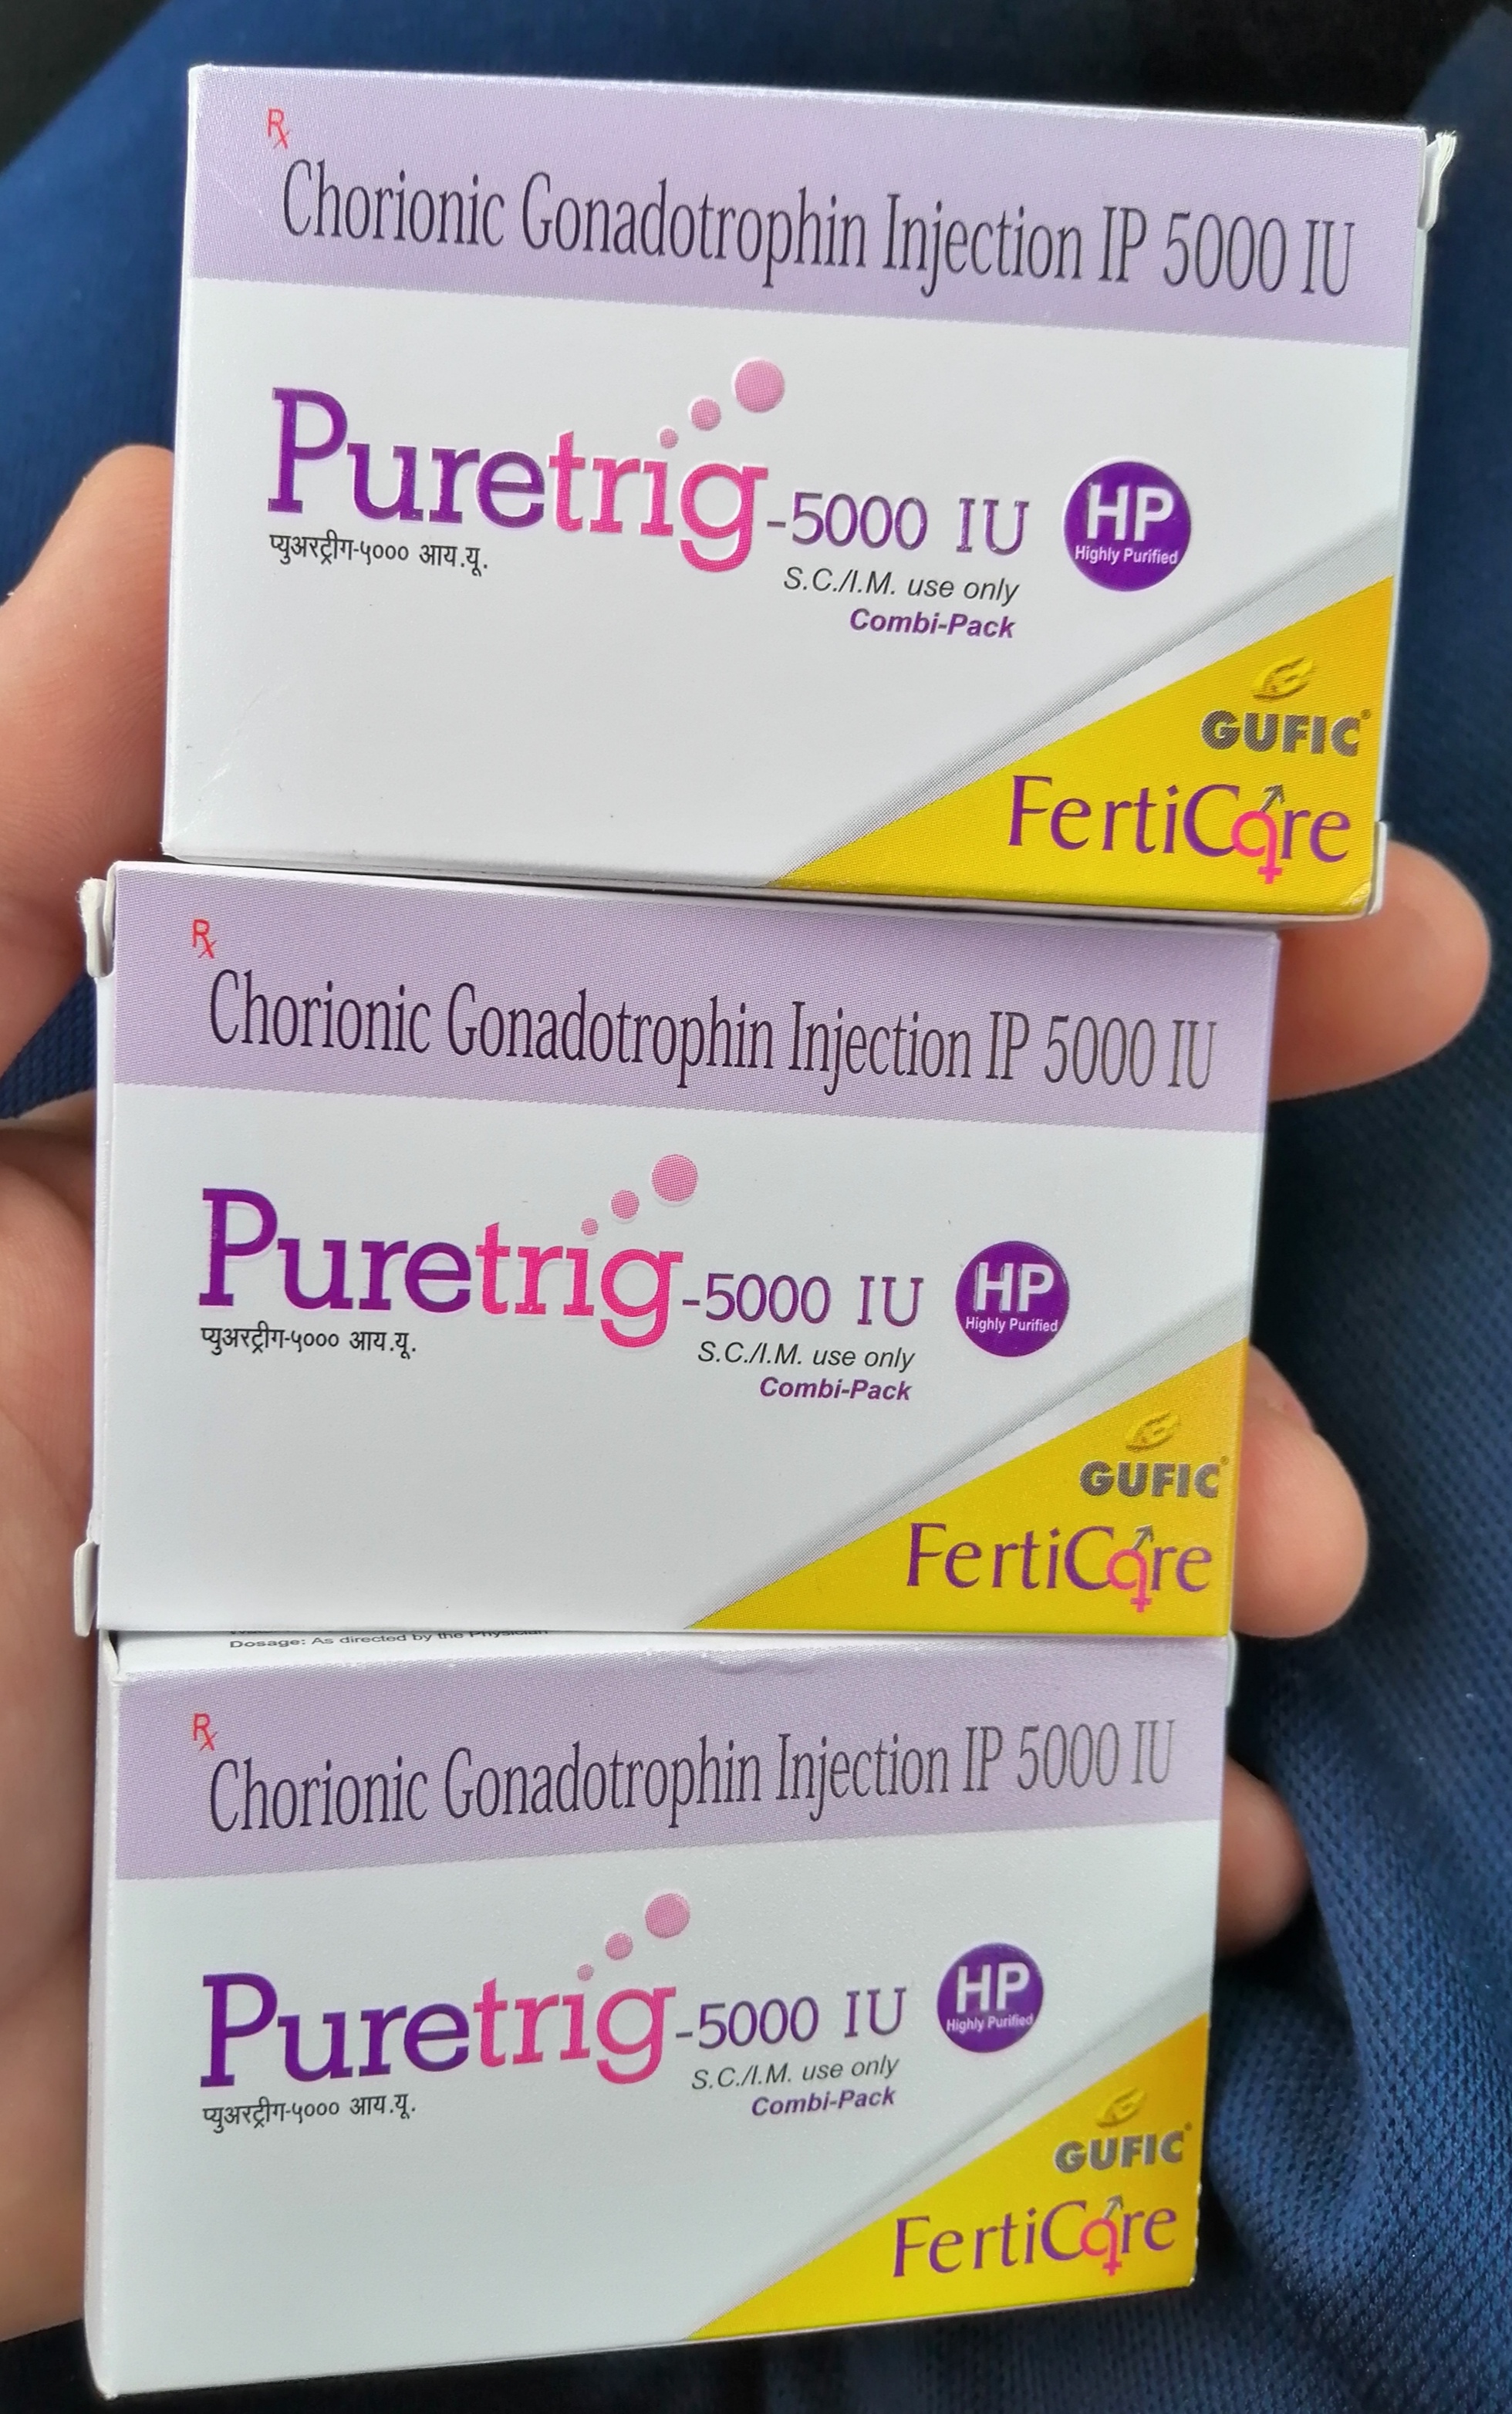 Rx
Chorionic Gonadotrophin Injection IP 5000 IU
Puretrig-5000 IU
HP
Highly Purified
प्युअरट्रीग-५००० आय.यू.
S.C./I.M. use only
Combi-Pack
GUFIC®
FertiCare
Rx
Chorionic Gonadotrophin Injection IP 5000 IU
Puretrig-5000 IU
HP
Highly Purified
प्युअरट्रीग-५००० आय.यू.
S.C./I.M. use only
Combi-Pack
GUFIC®
FertiCare
Dosage: As directed by the Physician
Rx
Chorionic Gonadotrophin Injection IP 5000 IU
Puretrig-5000 IU
HP
Highly Purified
प्युअरट्रीग-५००० आय.यू.
S.C./I.M. use only
Combi-Pack
GUFIC®
FertiCare